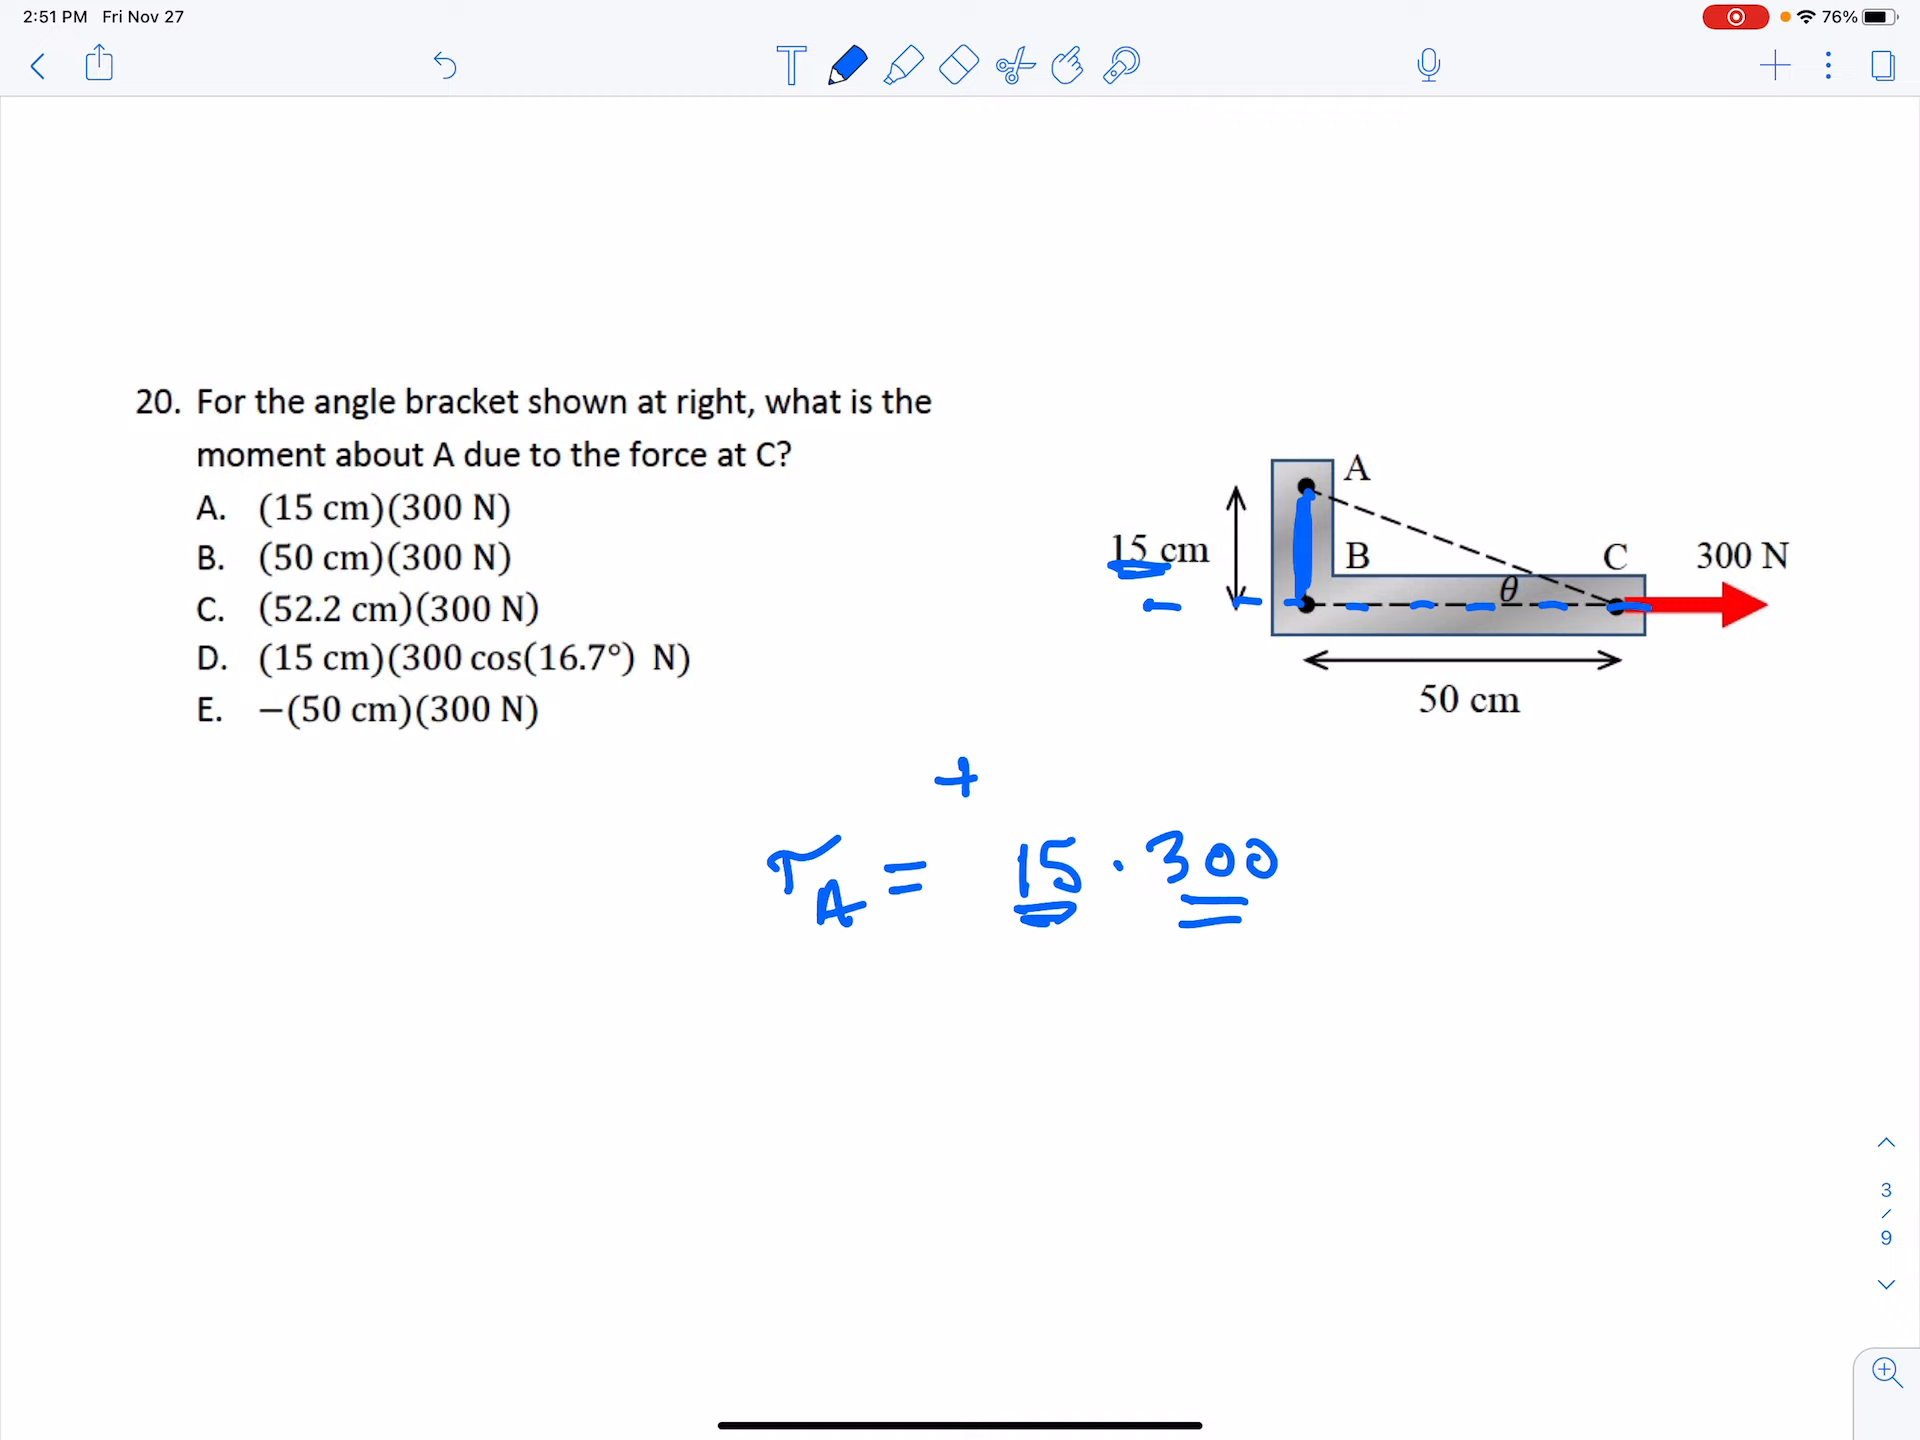 2:51 PM Fri Nov 27
76%
20. For the angle bracket shown at right, what is the
moment about A due to the force at C?
A. (15 cm)(300 N)
B. (50 cm)(300 N)
C. (52.2 cm)(300 N)
D. (15 cm)(300 cos(16.7°) N)
E. −(50 cm)(300 N)
A
15 cm
B
C
300 N
θ
50 cm
+
τ_A = 15 · 300
3
/
9